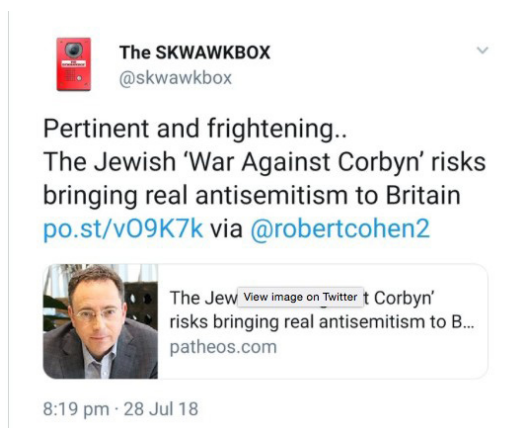 The SKWAWKBOX
@skwawkbox
Pertinent and frightening..
The Jewish ‘War Against Corbyn’ risks
bringing real antisemitism to Britain
po.st/vO9K7k via @robertcohen2
The Jew View image on Twitter t Corbyn’
risks bringing real antisemitism to B...
patheos.com
8:19 pm · 28 Jul 18